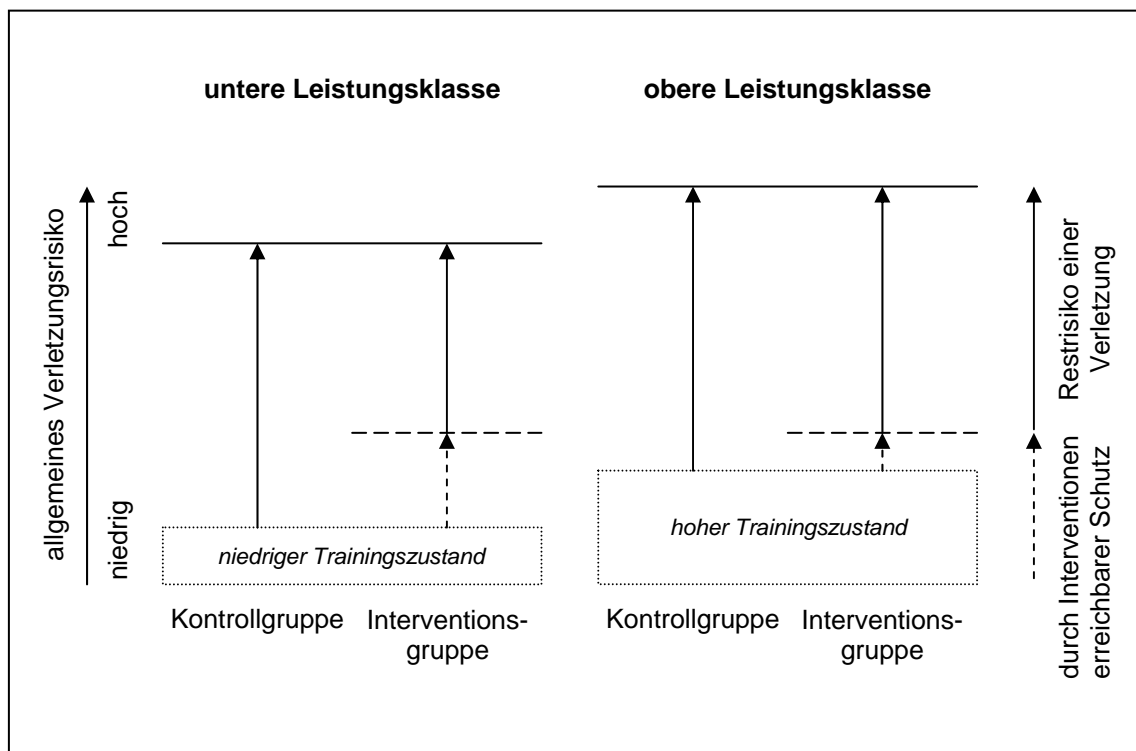 untere Leistungsklasse
obere Leistungsklasse
allgemeines Verletzungsrisiko
niedrig
hoch
niedriger Trainingszustand
hoher Trainingszustand
Kontrollgruppe
Interventions-
gruppe
Kontrollgruppe
Interventions-
gruppe
Restrisiko einer
Verletzung
durch Interventionen
erreichbarer Schutz